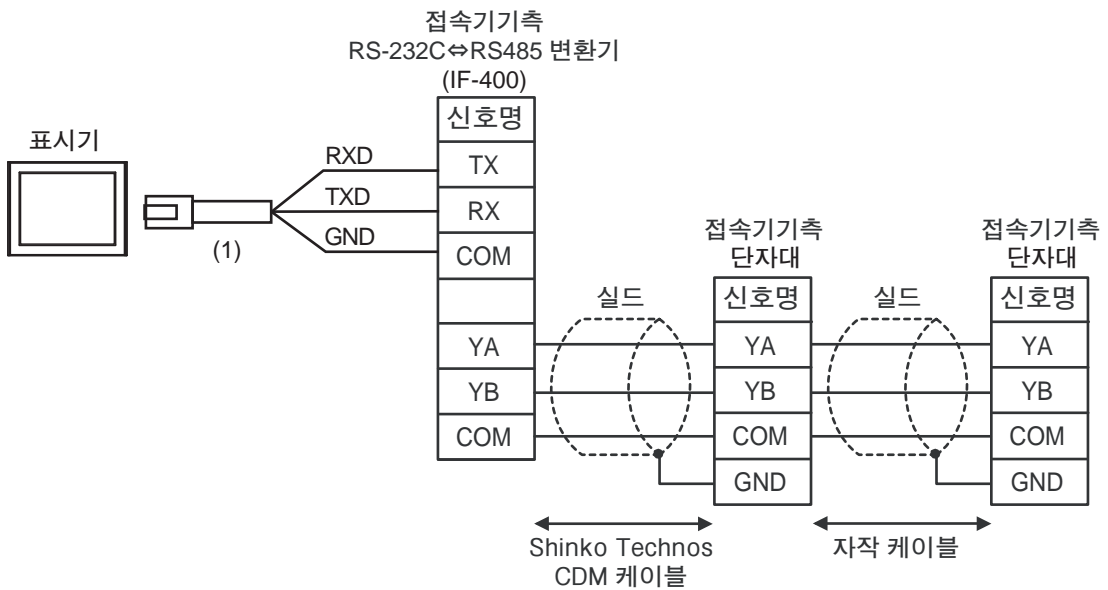 접속기기측
RS-232C⇔RS485 변환기
(IF-400)
신호명
표시기
RXD
TX
TXD
RX
GND
COM
(1)
접속기기측
단자대
접속기기측
단자대
실드
신호명
실드
신호명
YA
YA
YA
YB
YB
YB
COM
COM
COM
GND
GND
Shinko Technos
CDM 케이블
자작 케이블